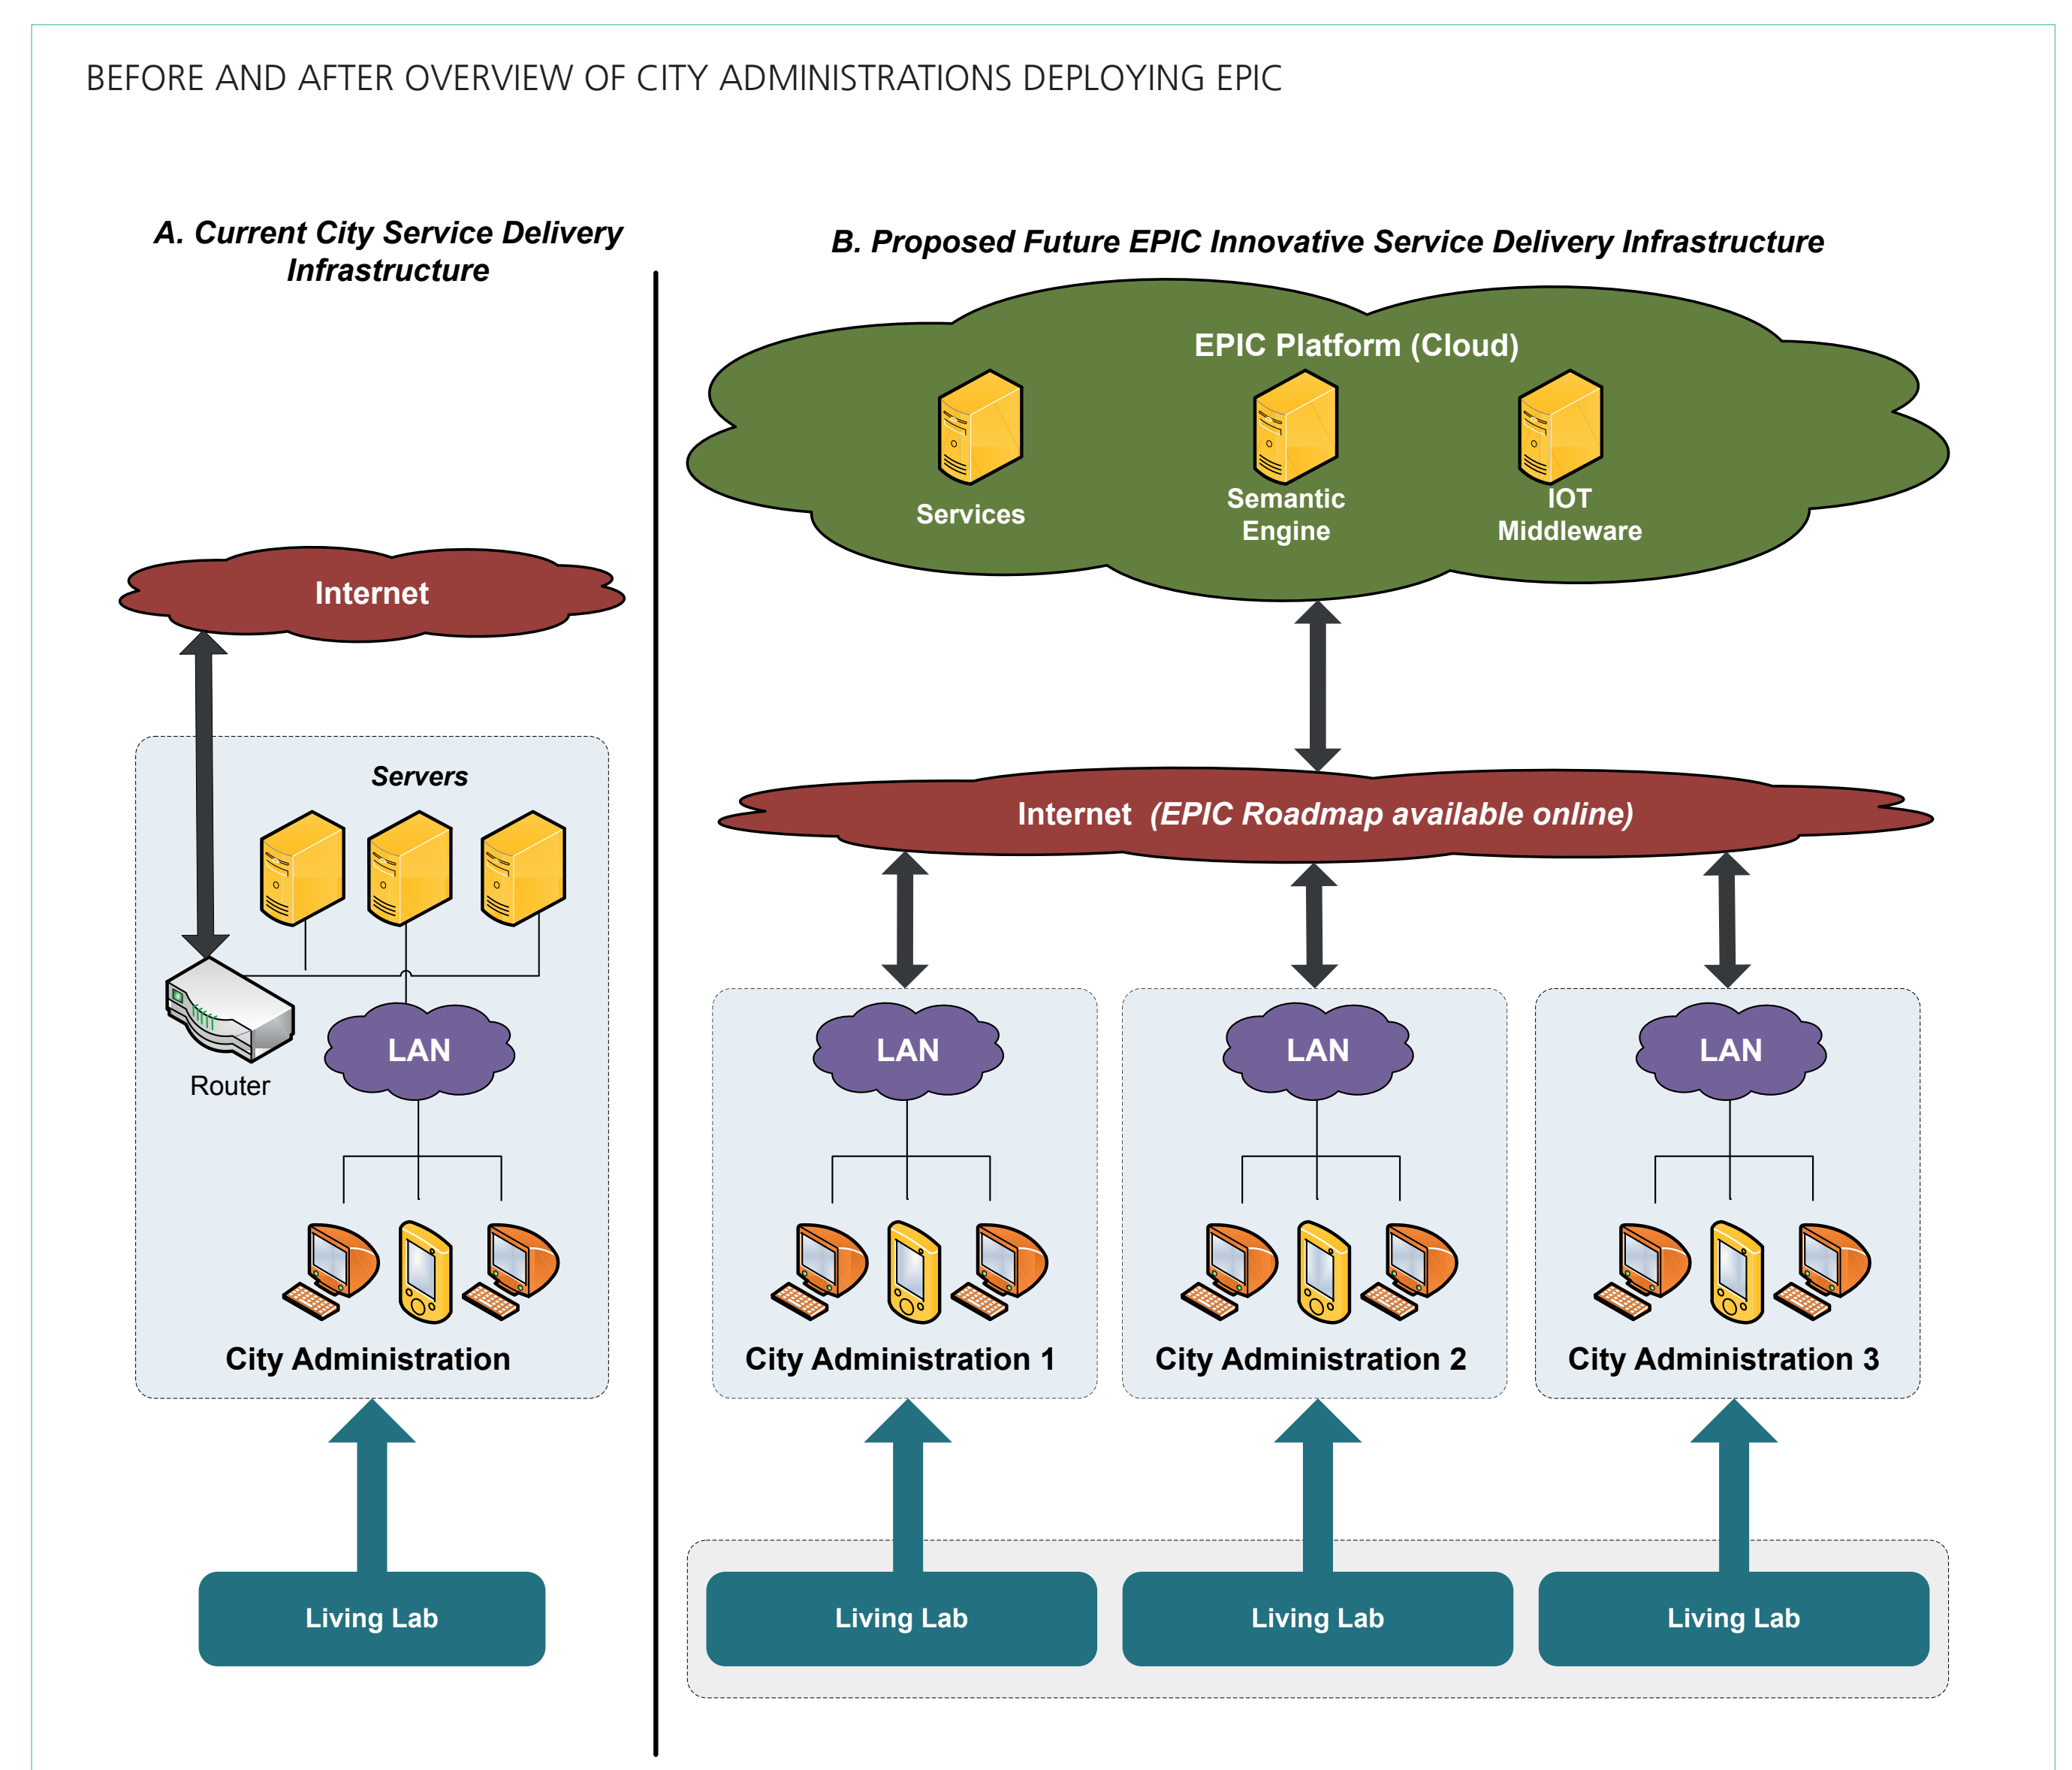 BEFORE AND AFTER OVERVIEW OF CITY ADMINISTRATIONS DEPLOYING EPIC
A. Current City Service Delivery
Infrastructure
Internet
Servers
Router
LAN
City Administration
Living Lab
B. Proposed Future EPIC Innovative Service Delivery Infrastructure
EPIC Platform (Cloud)
Services
Semantic
Engine
IOT
Middleware
Internet (EPIC Roadmap available online)
LAN
LAN
LAN
City Administration 1
City Administration 2
City Administration 3
Living Lab
Living Lab
Living Lab